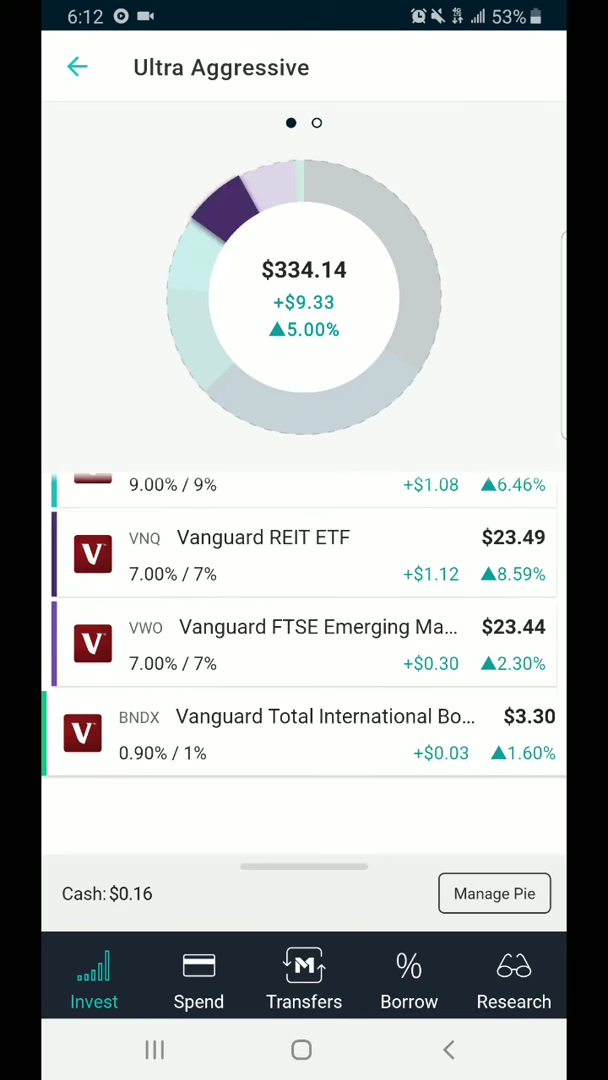 6:12 4G 53%
Ultra Aggressive
$334.14
+$9.33
▲5.00%
9.00% / 9% +$1.08 ▲6.46%
V VNQ Vanguard REIT ETF $23.49
7.00% / 7% +$1.12 ▲8.59%
V VWO Vanguard FTSE Emerging Ma... $23.44
7.00% / 7% +$0.30 ▲2.30%
V BNDX Vanguard Total International Bo... $3.30
0.90% / 1% +$0.03 ▲1.60%
Cash: $0.16 Manage Pie
M %
Invest Spend Transfers Borrow Research